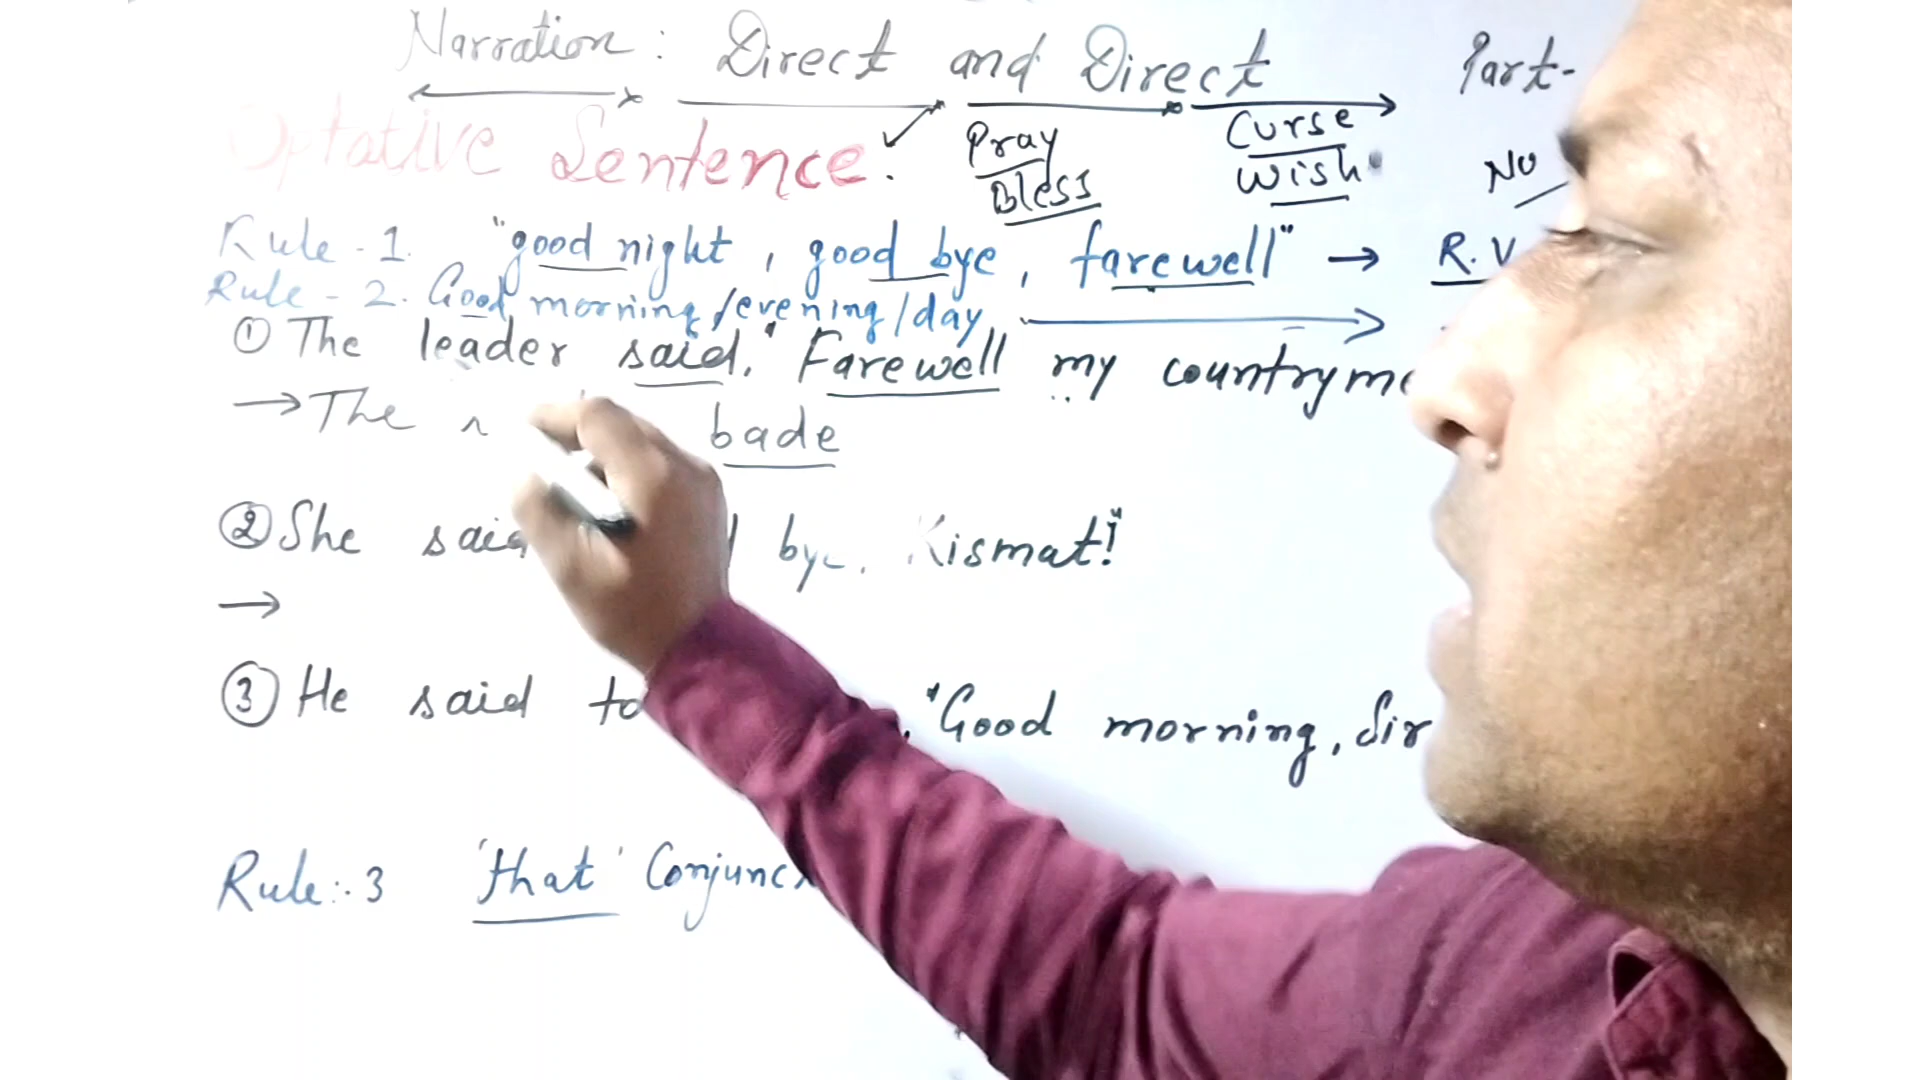 Narration: Direct and Direct Part-
Optative Sentence. Pray Bless Curse Wish No
Rule - 1. "good night, good bye, farewell" → R.V
Rule - 2. Good morning/evening/day →
① The leader said, "Farewell my countryme
→ The bade
② She said bye, Kismat!"
→
③ He said to , "Good morning, Sir
Rule:- 3 'that' Conjunc